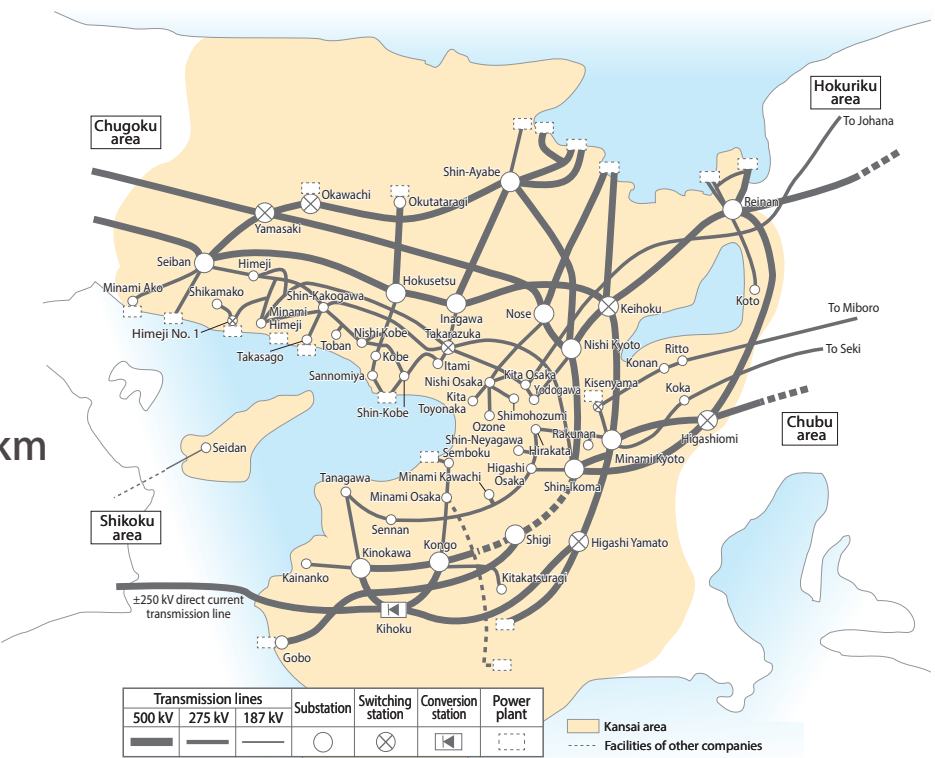 Hokuriku
area
To Johana
Chugoku
area
Shin-Ayabe
Okawachi
Okutataragi
Reinan
Yamasaki
Seiban
Himeji
Hokusetsu
Minami Ako
Shikamako
Shin-Kakogawa
Koto
Inagawa
Nose
Keihoku
To Miboro
Minami
Himeji
Himeji No. 1
Toban
Nishi-Kobe
Takarazuka
Nishi Kyoto
Ritto
To Seki
Takasago
Kobe
Itami
Konan
Sannomiya
Nishi Osaka
Kita Osaka
Yodogawa
Kisenyama
Koka
Shin-Kobe
Kita
Toyonaka
Shimohozumi
Ozone
Chubu
area
km
Shin-Neyagawa
Rakunan
Higashiomi
Seidan
Semboku
Hirakata
Minami Kyoto
Tanagawa
Minami Kawachi
Higashi
Osaka
Shin-Ikoma
Minami Osaka
Shikoku
area
Sennan
Kongo
Shigi
Higashi Yamato
Kinokawa
Kainanko
Kitakatsuragi
±250 kV direct current
transmission line
Kihoku
Gobo
Transmission lines
500 kV
275 kV
187 kV
Substation
Switching
station
Conversion
station
Power
plant
Kansai area
Facilities of other companies